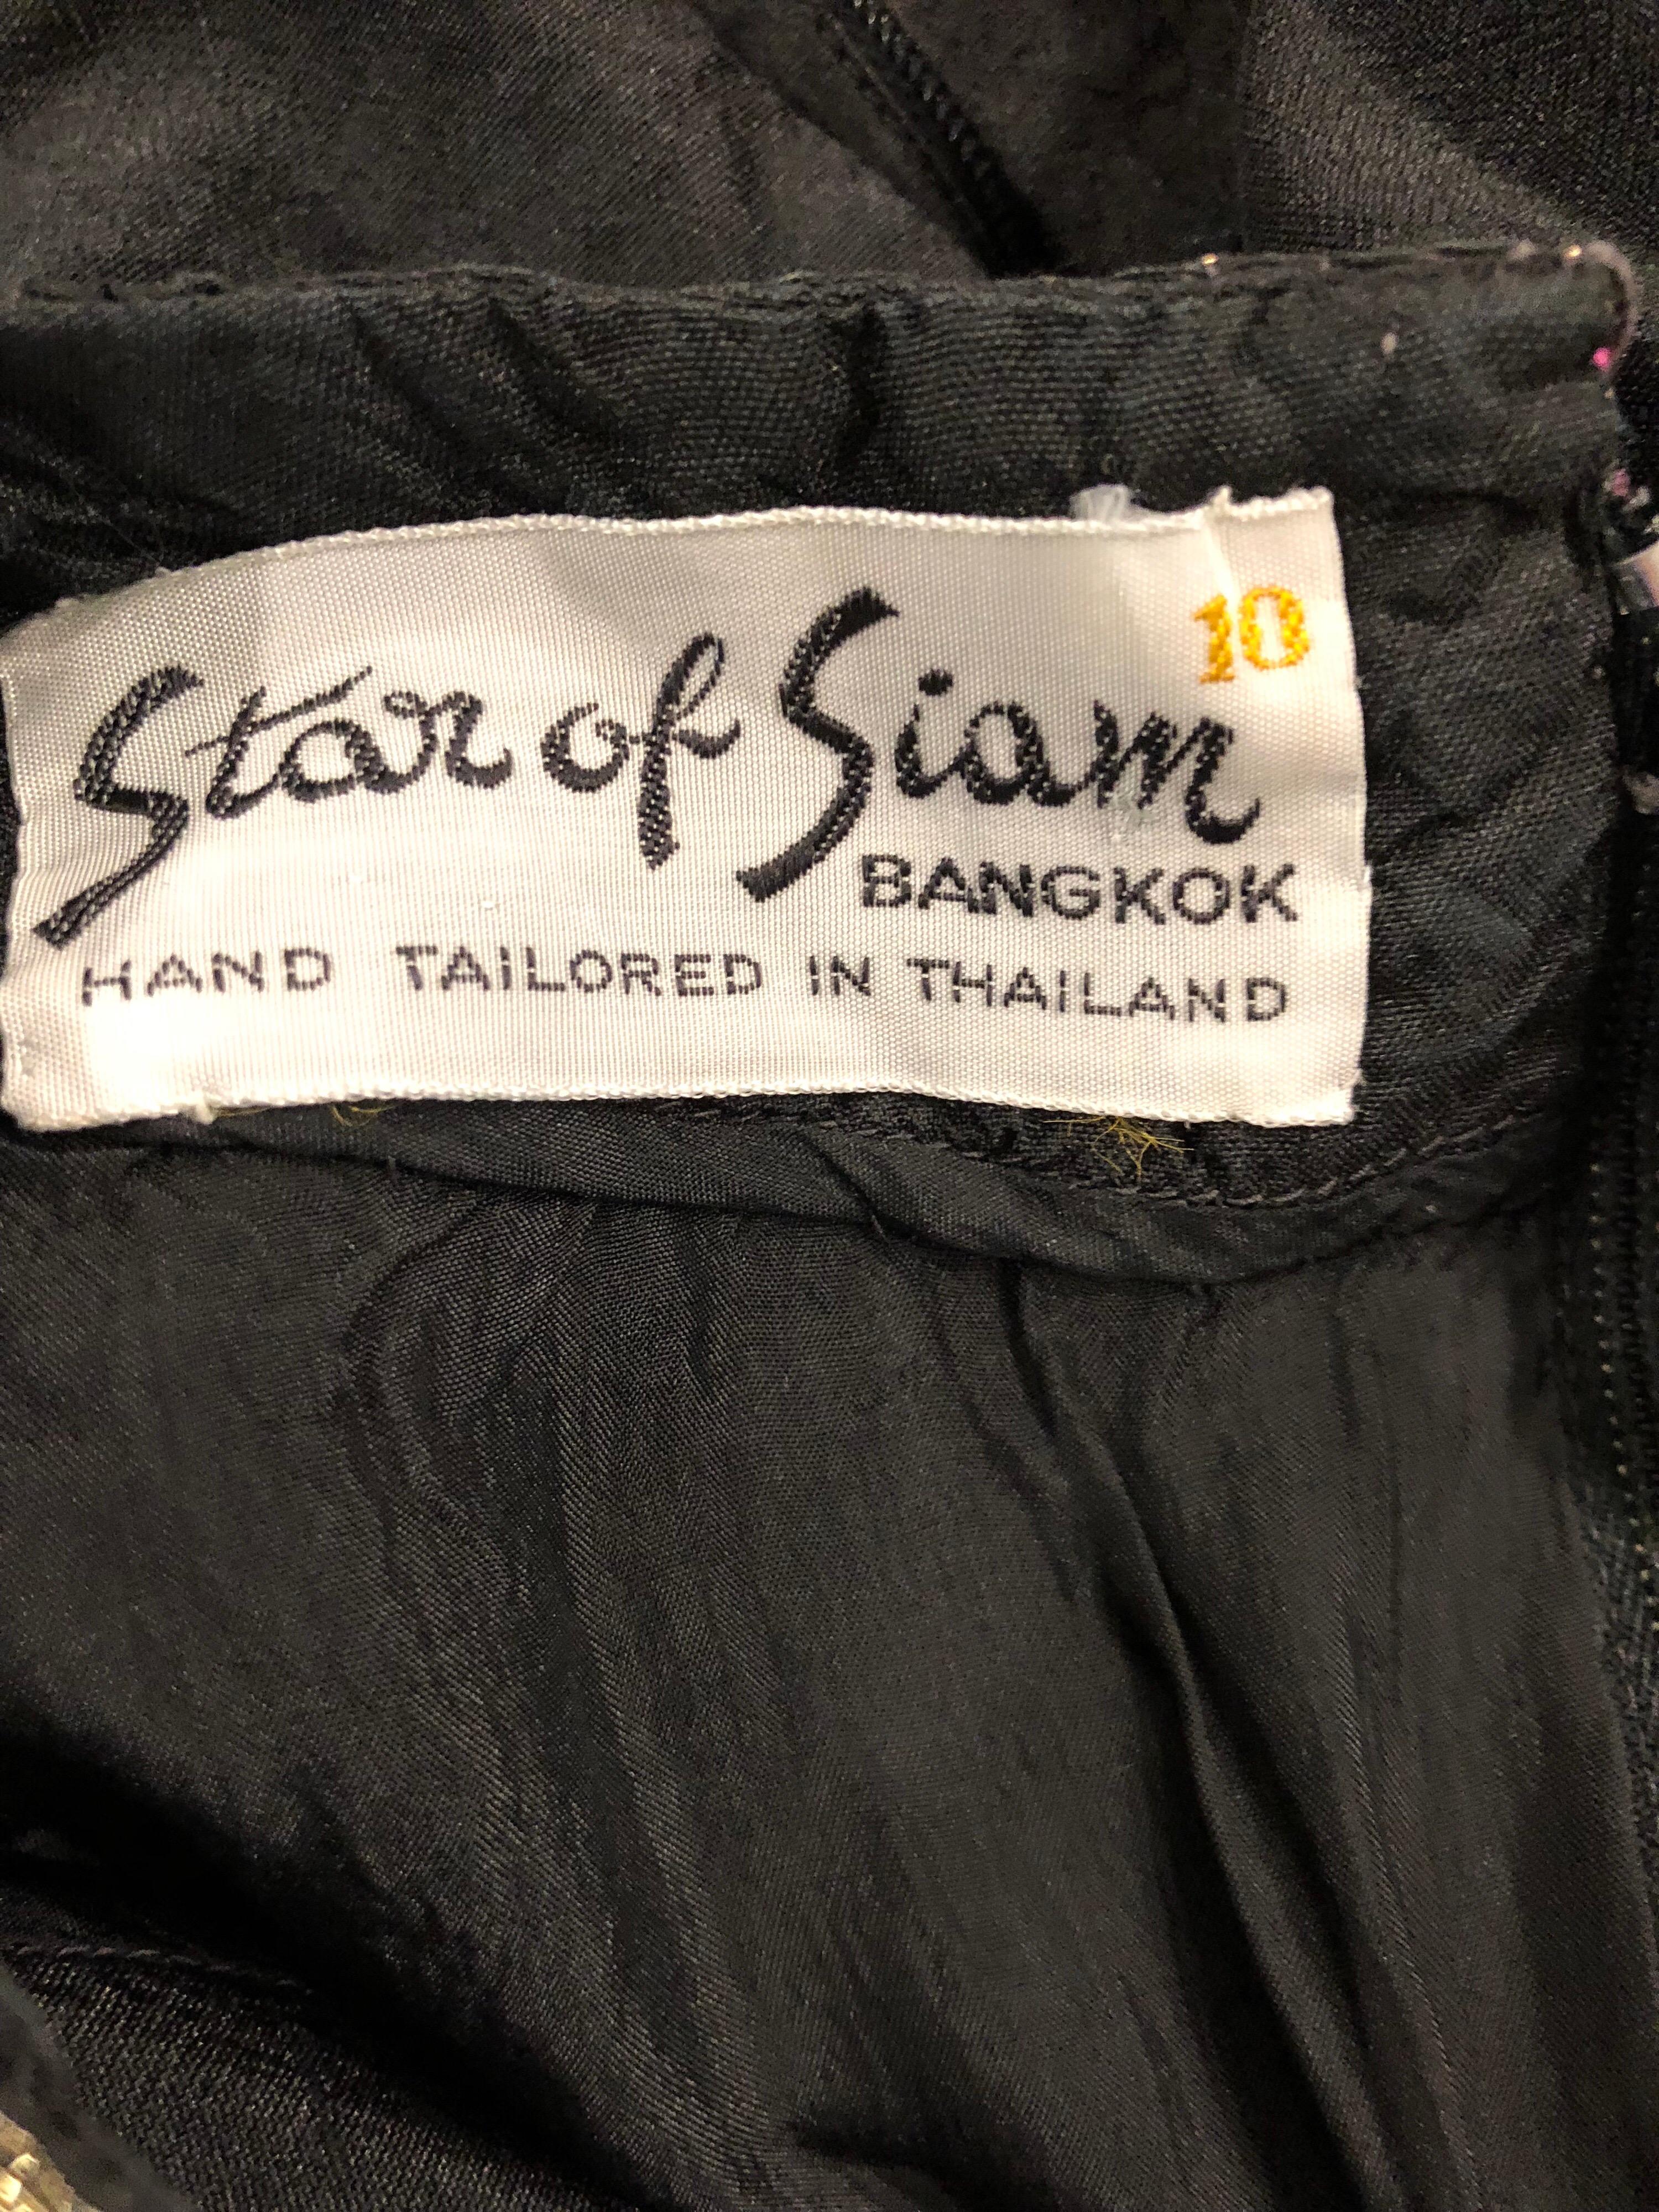 10
Star of Siam
BANGKOK
HAND TAILORED IN THAILAND